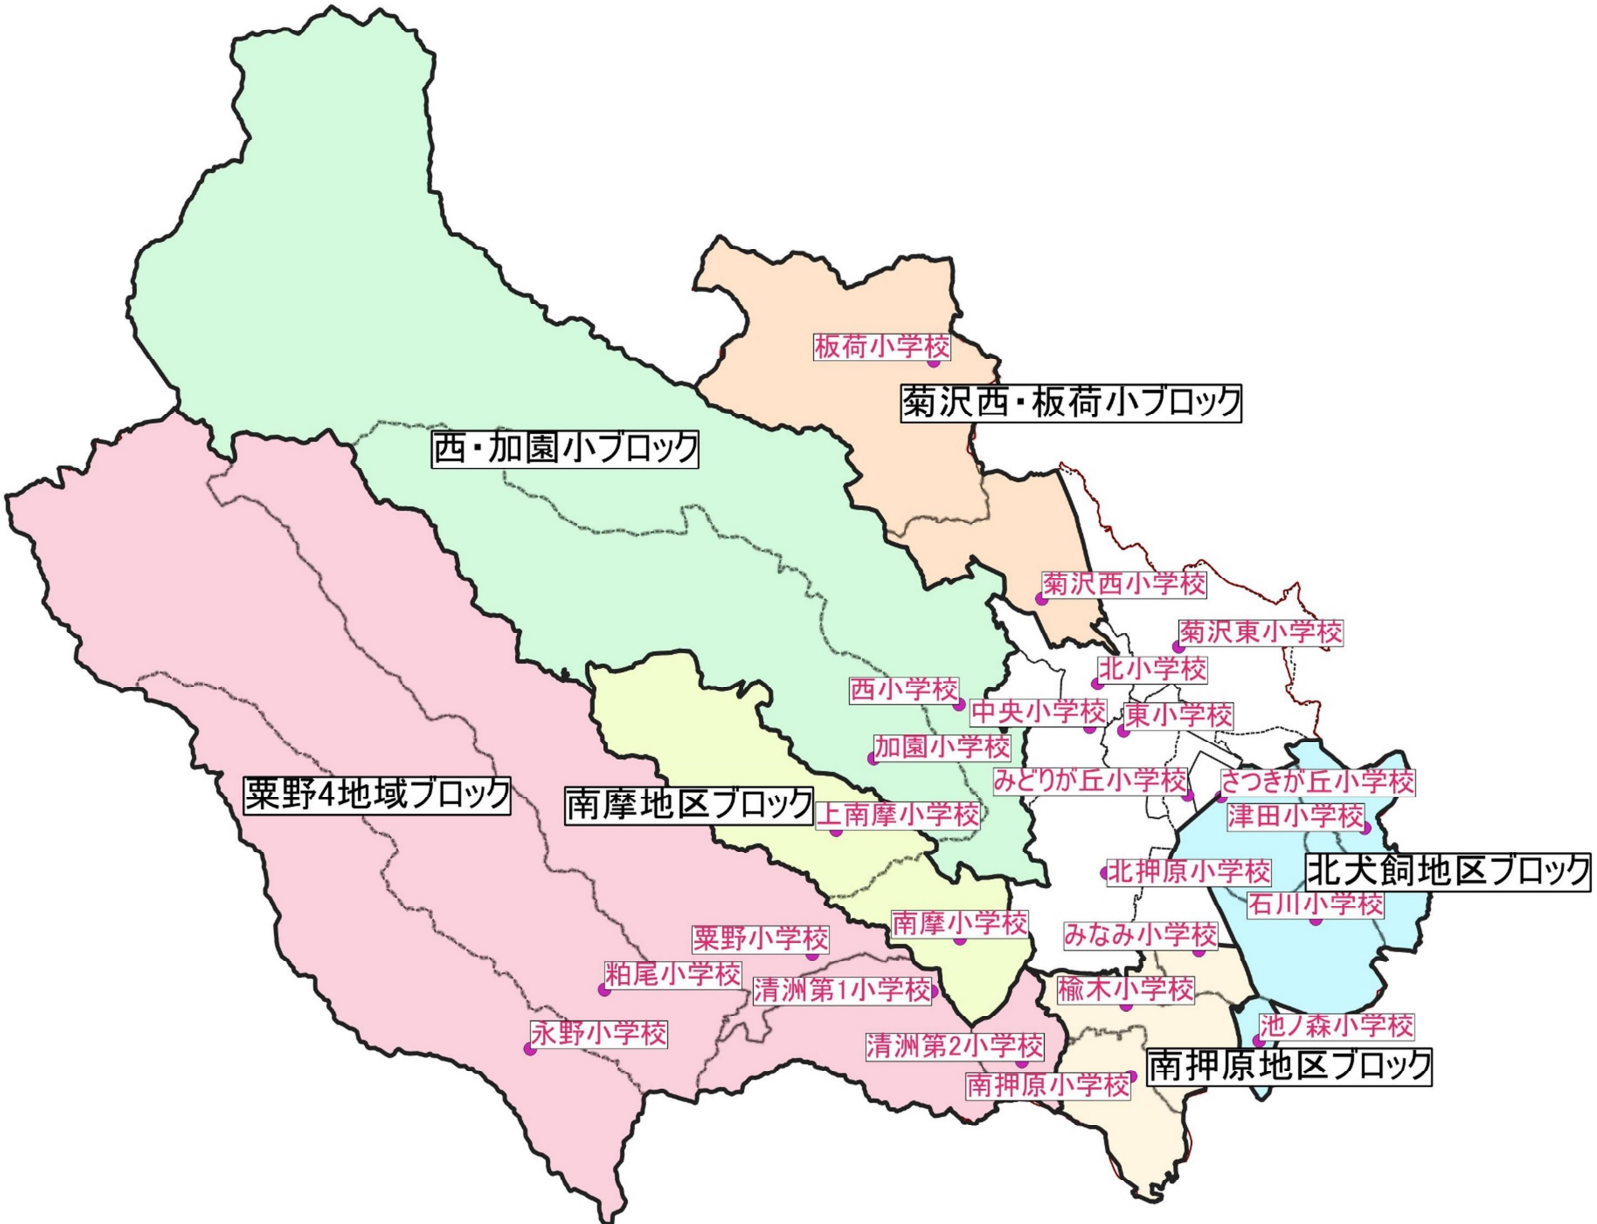 板荷小学校
菊沢西・板荷小ブロック
西・加園小ブロック
菊沢西小学校
菊沢東小学校
北小学校
西小学校
中央小学校
東小学校
加園小学校
みどりが丘小学校
さつきが丘小学校
粟野4地域ブロック
南摩地区ブロック
上南摩小学校
津田小学校
北押原小学校
北犬飼地区ブロック
石川小学校
南摩小学校
みなみ小学校
粟野小学校
粕尾小学校
清洲第1小学校
楡木小学校
永野小学校
池ノ森小学校
清洲第2小学校
南押原地区ブロック
南押原小学校